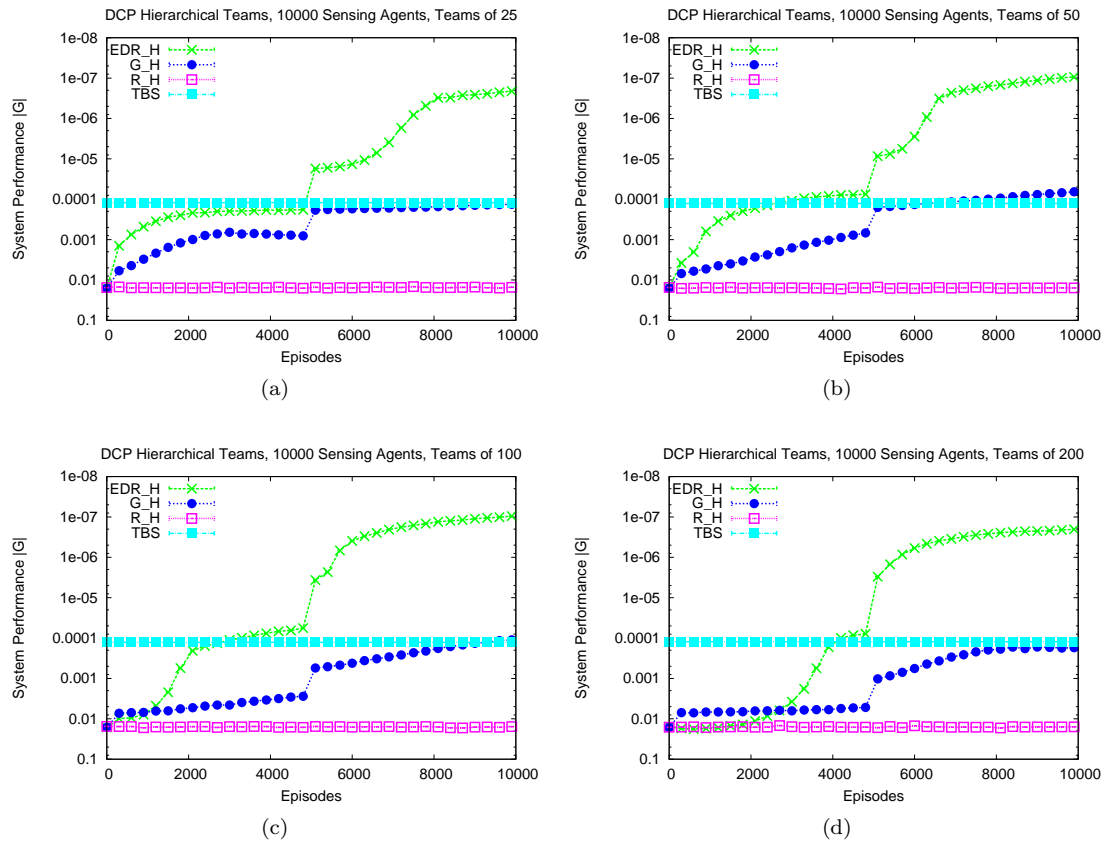 DCP Hierarchical Teams, 10000 Sensing Agents, Teams of 25
System Performance |G|
1e-08
1e-07
1e-06
1e-05
0.0001
0.001
0.01
0.1
EDR_H
G_H
R_H
TBS
0 2000 4000 6000 8000 10000
Episodes
(a)
DCP Hierarchical Teams, 10000 Sensing Agents, Teams of 50
System Performance |G|
1e-08
1e-07
1e-06
1e-05
0.0001
0.001
0.01
0.1
EDR_H
G_H
R_H
TBS
0 2000 4000 6000 8000 10000
Episodes
(b)
DCP Hierarchical Teams, 10000 Sensing Agents, Teams of 100
System Performance |G|
1e-08
1e-07
1e-06
1e-05
0.0001
0.001
0.01
0.1
EDR_H
G_H
R_H
TBS
0 2000 4000 6000 8000 10000
Episodes
(c)
DCP Hierarchical Teams, 10000 Sensing Agents, Teams of 200
System Performance |G|
1e-08
1e-07
1e-06
1e-05
0.0001
0.001
0.01
0.1
EDR_H
G_H
R_H
TBS
0 2000 4000 6000 8000 10000
Episodes
(d)